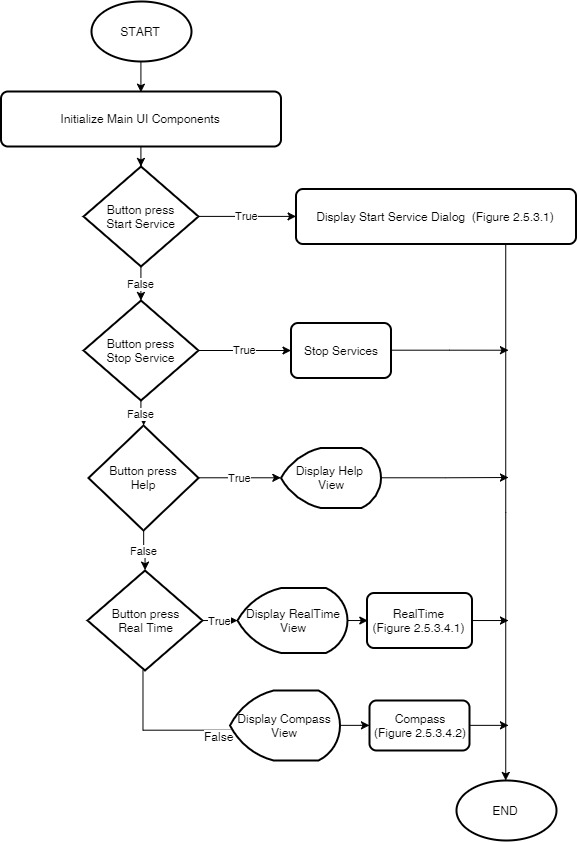 START
Initialize Main UI Components
Button press
Start Service
True
Display Start Service Dialog (Figure 2.5.3.1)
False
Button press
Stop Service
True
Stop Services
False
Button press
Help
True
Display Help
View
False
Button press
Real Time
True
Display RealTime
View
RealTime
(Figure 2.5.3.4.1)
False
Display Compass
View
Compass
(Figure 2.5.3.4.2)
END